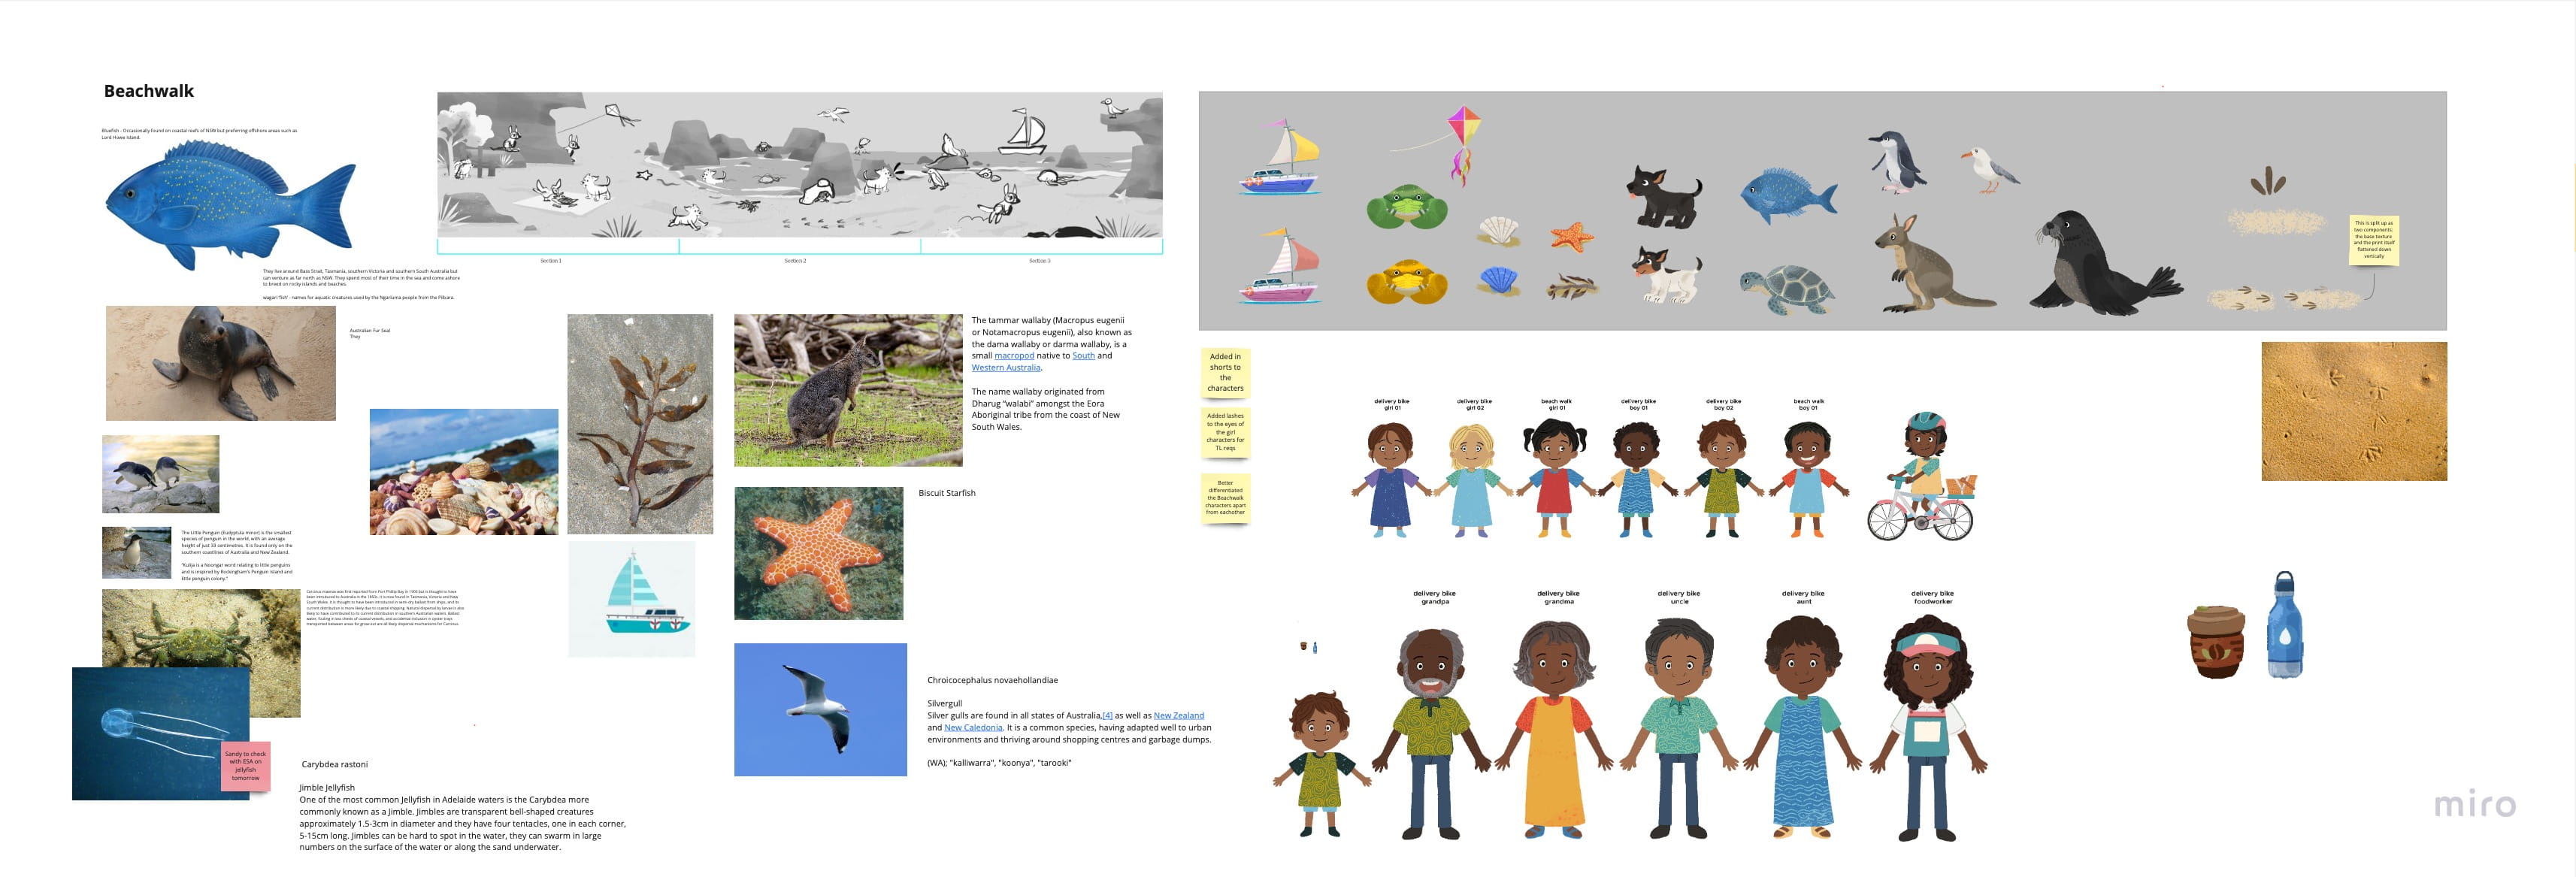 Beachwalk
Bluefish - Occasionally found on coastal reefs of NSW but preferring offshore areas such as
Lord Howe Island.
Section 1
Section 2
Section 3
They live around Bass Strait, Tasmania, southern Victoria and southern South Australia but
can venture as far north as NSW. They spend most of their time in the sea and come ashore
to breed on rocky islands and beaches.
wagari 'fish' - names for aquatic creatures used by the Ngarluma people from the Pilbara.
Australian Fur Seal
They
The tammar wallaby (Macropus eugenii
or Notamacropus eugenii), also known as
the dama wallaby or darma wallaby, is a
small macropod native to South and
Western Australia.
The name wallaby originated from
Dharug "walabi" amongst the Eora
Aboriginal tribe from the coast of New
South Wales.
Biscuit Starfish
The Little Penguin (Eudyptula minor) is the smallest
species of penguin in the world, with an average
height of just 33 centimetres. It is found only on the
southern coastlines of Australia and New Zealand.
"Kutja is a Noongar word relating to little penguins
and is inspired by Rockingham's Penguin Island and
little penguin colony."
Sandy to check
with ESA on
jellyfish
tomorrow
Carybdea rastoni
Jimble Jellyfish
One of the most common Jellyfish in Adelaide waters is the Carybdea more
commonly known as a Jimble. Jimbles are transparent bell-shaped creatures
approximately 1.5-3cm in diameter and they have four tentacles, one in each corner,
5-15cm long. Jimbles can be hard to spot in the water, they can swarm in large
numbers on the surface of the water or along the sand underwater.
Chroicocephalus novaehollandiae
Silvergull
Silver gulls are found in all states of Australia,[4] as well as New Zealand
and New Caledonia. It is a common species, having adapted well to urban
environments and thriving around shopping centres and garbage dumps.
(WA); "kalliwarra", "koonya", "tarooki"
This is split up as
two components:
the base texture
and the print itself
flattened down
vertically
Added in
shorts to
the
characters
Added lashes
to the eyes of
the girl
characters for
TL reqs
Better
differentiated
the Beachwalk
characters apart
from eachother
delivery bike
girl 01
delivery bike
girl 02
beach walk
girl 01
delivery bike
boy 01
delivery bike
boy 02
beach walk
boy 01
delivery bike
grandpa
delivery bike
grandma
delivery bike
uncle
delivery bike
aunt
delivery bike
foodworker
miro